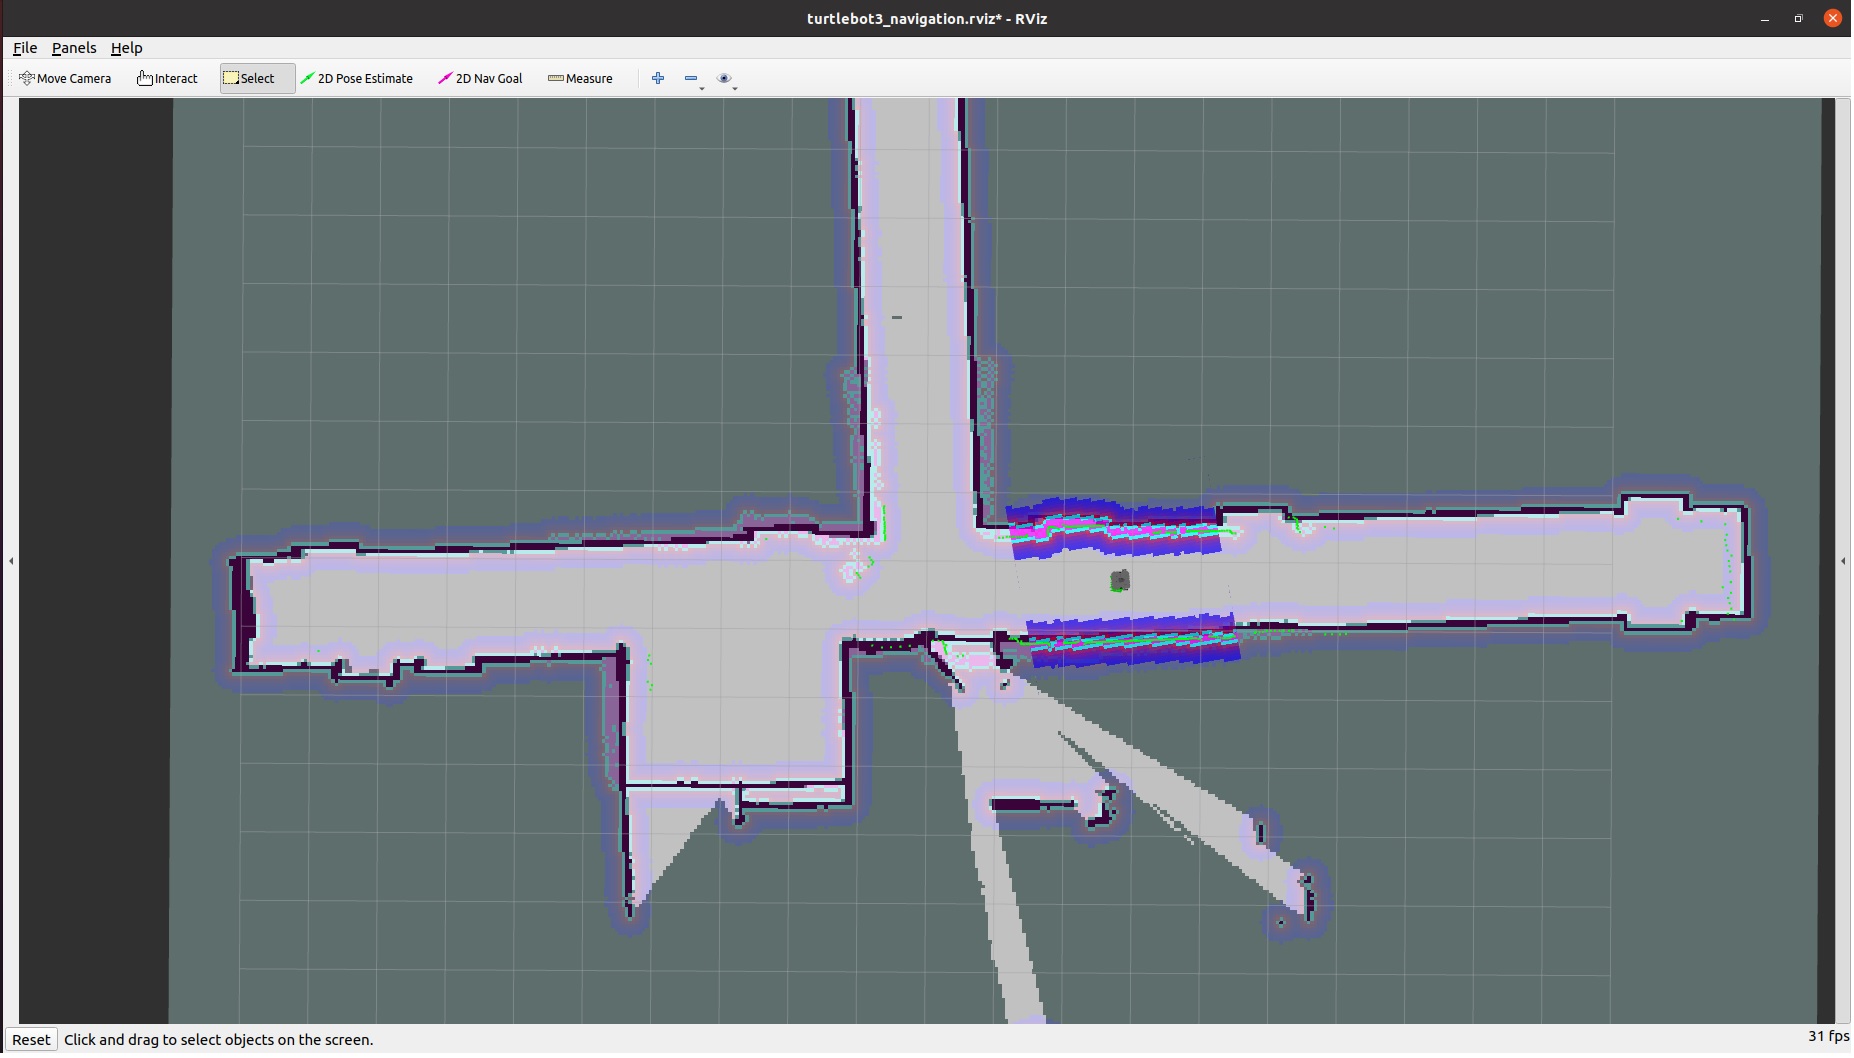 turtlebot3_navigation.rviz* - RViz
File Panels Help
Move Camera Interact Select 2D Pose Estimate 2D Nav Goal Measure
Reset Click and drag to select objects on the screen. 31 fps